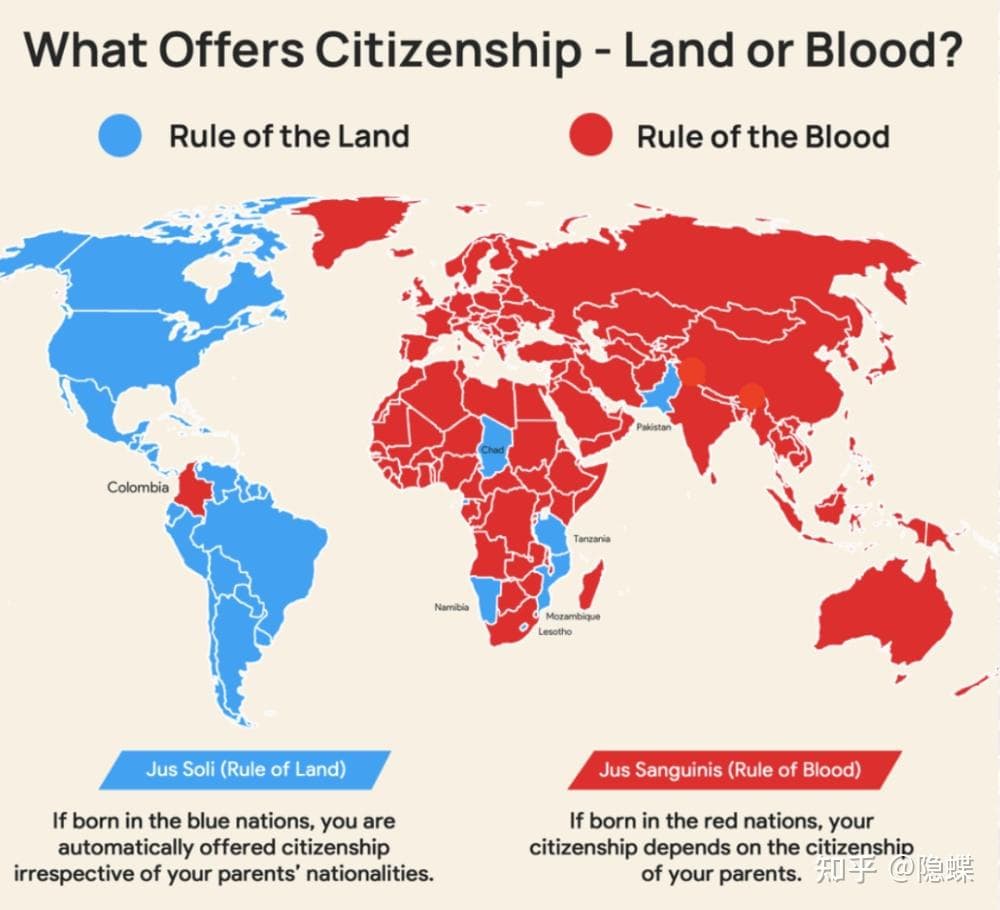 What Offers Citizenship - Land or Blood?
Rule of the Land
Rule of the Blood
Pakistan
Chad
Colombia
Tanzania
Namibia
Mozambique
Lesotho
Jus Soli (Rule of Land)
If born in the blue nations, you are
automatically offered citizenship
irrespective of your parents’ nationalities.
Jus Sanguinis (Rule of Blood)
If born in the red nations, your
citizenship depends on the citizenship
of your parents.
知乎 @隐蝶